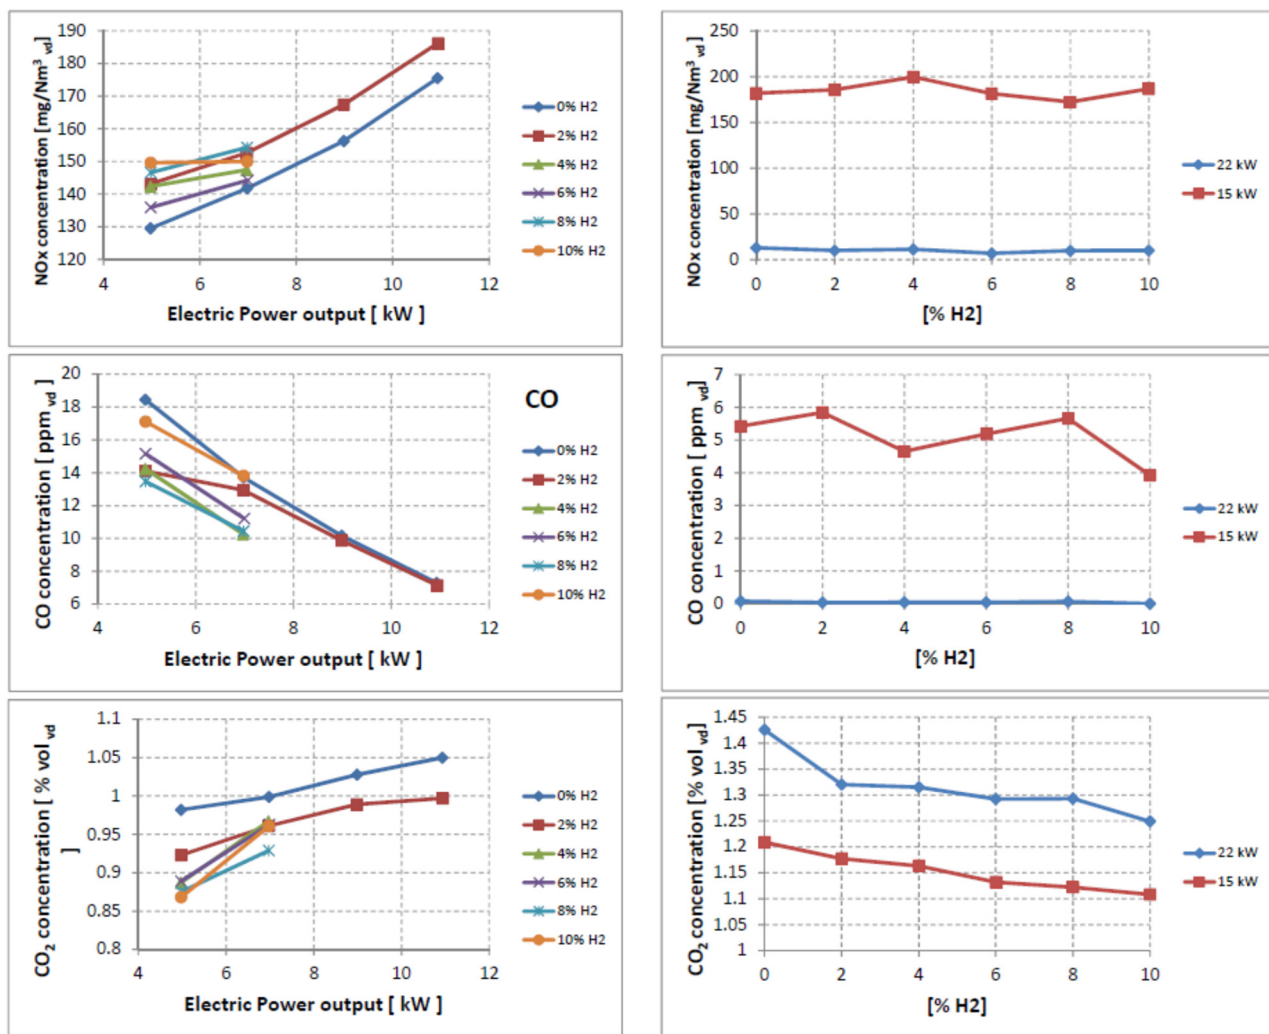 NOx concentration [mg/Nm³ vd ]
190
180
170
160
150
140
130
120
4 6 8 10 12
Electric Power output [ kW ]
0% H2
2% H2
4% H2
6% H2
8% H2
10% H2
NOx concentration [mg/Nm³ vd ]
250
200
150
100
50
0
0 2 4 6 8 10
[% H2]
22 kW
15 kW
CO concentration [ ppm vd ]
20
18
16
14
12
10
8
6
4 6 8 10 12
Electric Power output [ kW ]
CO
0% H2
2% H2
4% H2
6% H2
8% H2
10% H2
CO concentration [ ppm vd ]
7
6
5
4
3
2
1
0
0 2 4 6 8 10
[% H2]
22 kW
15 kW
CO₂ concentration [ % vol vd
]
1.1
1.05
1
0.95
0.9
0.85
0.8
4 6 8 10 12
Electric Power output [ kW ]
0% H2
2% H2
4% H2
6% H2
8% H2
10% H2
CO₂ concentration [% vol vd ]
1.45
1.4
1.35
1.3
1.25
1.2
1.15
1.1
1.05
1
0 2 4 6 8 10
[% H2]
22 kW
15 kW